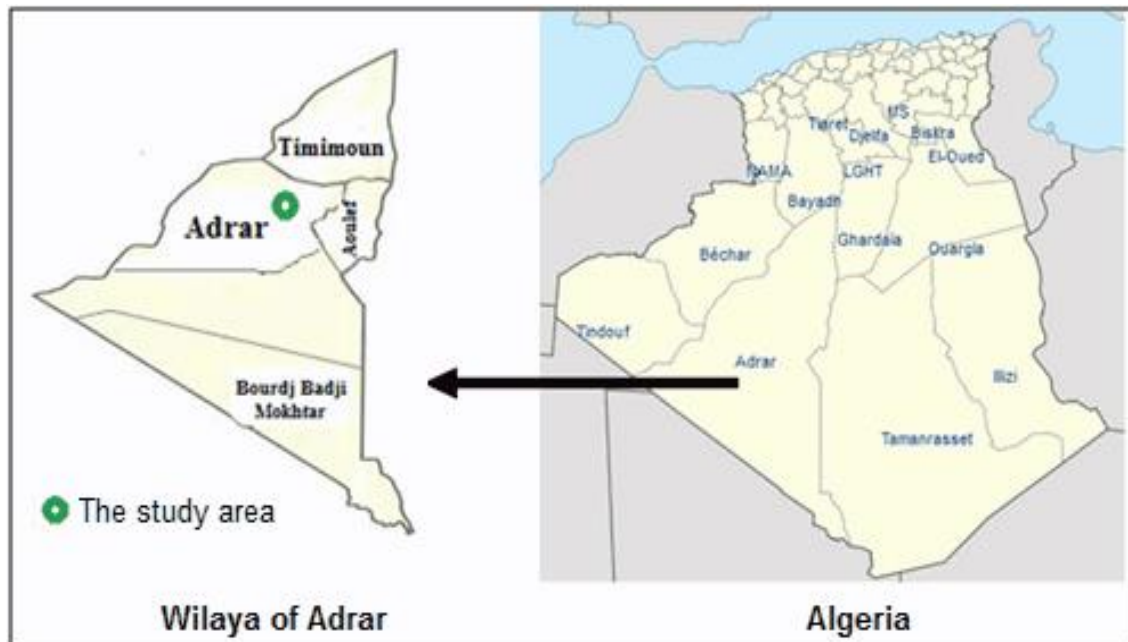 Timimoun
Adrar
Aoulef
Bourdj Badji
Mokhtar
The study area
Wilaya of Adrar
MS
Tiaret
Djelfa
Biskra
El-Oued
NAMA
LGHT
Bayadh
Ghardaia
Ouargla
Béchar
Tindouf
Adrar
Illizi
Tamanrasset
Algeria